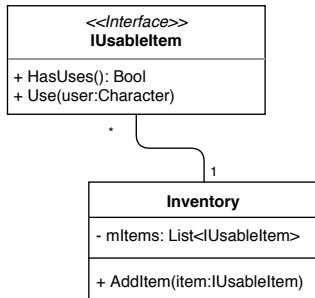 <<Interface>>
IUsableItem
+ HasUses(): Bool
+ Use(user:Character)
*
1
Inventory
- mItems: List<IUsableItem>
+ AddItem(item:IUsableItem)